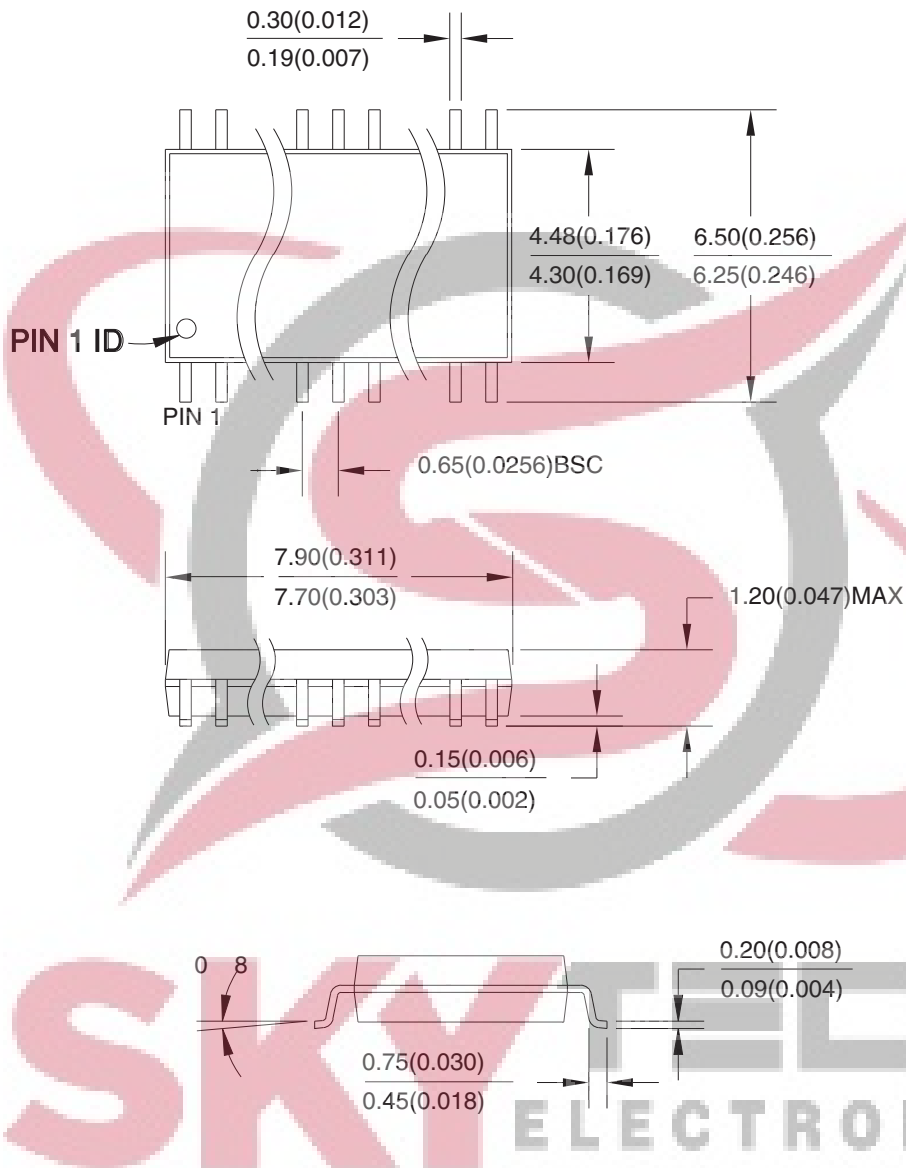 0.30(0.012)
0.19(0.007)
4.48(0.176)
4.30(0.169)
6.50(0.256)
6.25(0.246)
PIN 1 ID
PIN 1
0.65(0.0256)BSC
7.90(0.311)
7.70(0.303)
1.20(0.047)MAX
0.15(0.006)
0.05(0.002)
0 8
0.20(0.008)
0.09(0.004)
0.75(0.030)
0.45(0.018)
SKYTEC
ELECTRO